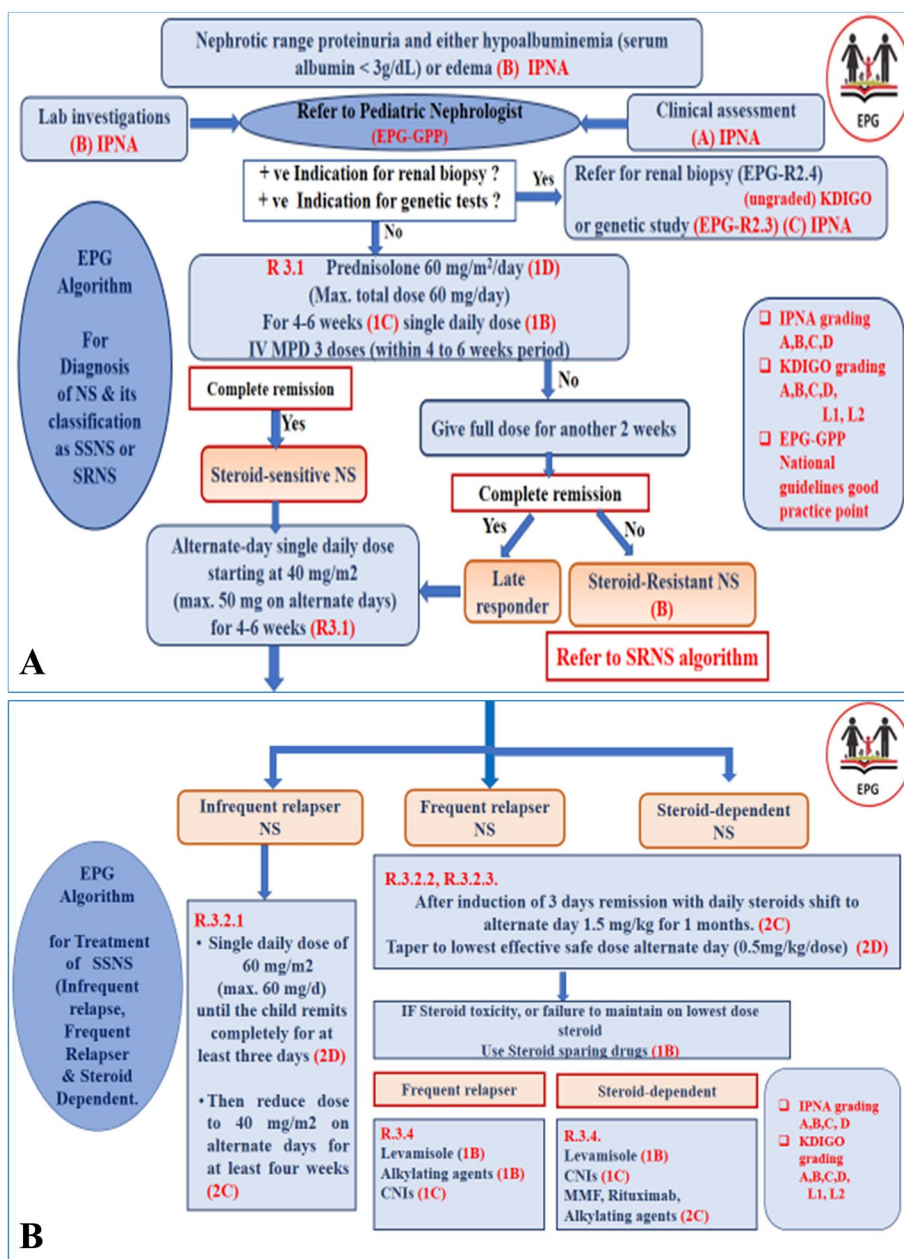 Nephrotic range proteinuria and either hypoalbuminemia (serum
albumin < 3g/dL) or edema (B) IPNA
EPG
Lab investigations
(B) IPNA
Refer to Pediatric Nephrologist
(EPG-GPP)
Clinical assessment
(A) IPNA
+ ve Indication for renal biopsy ?
+ ve Indication for genetic tests ?
Yes
Refer for renal biopsy (EPG-R2.4)
(ungraded) KDIGO
or genetic study (EPG-R2.3) (C) IPNA
No
EPG
Algorithm
For
Diagnosis
of NS & its
classification
as SSNS or
SRNS
R 3.1 Prednisolone 60 mg/m²/day (1D)
(Max. total dose 60 mg/day)
For 4-6 weeks (1C) single daily dose (1B)
IV MPD 3 doses (within 4 to 6 weeks period)
❑ IPNA grading
A,B,C,D
❑ KDIGO grading
A,B,C,D,
L1, L2
❑ EPG-GPP
National
guidelines good
practice point
Complete remission
No
Yes
Give full dose for another 2 weeks
Steroid-sensitive NS
Complete remission
Yes
No
Alternate-day single daily dose
starting at 40 mg/m2
(max. 50 mg on alternate days)
for 4-6 weeks (R3.1)
Late
responder
Steroid-Resistant NS
(B)
Refer to SRNS algorithm
A
EPG
Infrequent relapser
NS
Frequent relapser
NS
Steroid-dependent
NS
EPG
Algorithm
for Treatment
of SSNS
(Infrequent
relapse,
Frequent
Relapser
& Steroid
Dependent.
R.3.2.1
• Single daily dose of
60 mg/m2
(max. 60 mg/d)
until the child remits
completely for at
least three days (2D)
• Then reduce dose
to 40 mg/m2 on
alternate days for
at least four weeks
(2C)
R.3.2.2, R.3.2.3.
After induction of 3 days remission with daily steroids shift to
alternate day 1.5 mg/kg for 1 months. (2C)
Taper to lowest effective safe dose alternate day (0.5mg/kg/dose) (2D)
IF Steroid toxicity, or failure to maintain on lowest dose
steroid
Use Steroid sparing drugs (1B)
Frequent relapser
Steroid-dependent
R.3.4
Levamisole (1B)
Alkylating agents (1B)
CNIs (1C)
R.3.4.
Levamisole (1B)
CNIs (1C)
MMF, Rituximab,
Alkylating agents (2C)
❑ IPNA grading
A,B,C, D
❑ KDIGO
grading
A,B,C,D,
L1, L2
B